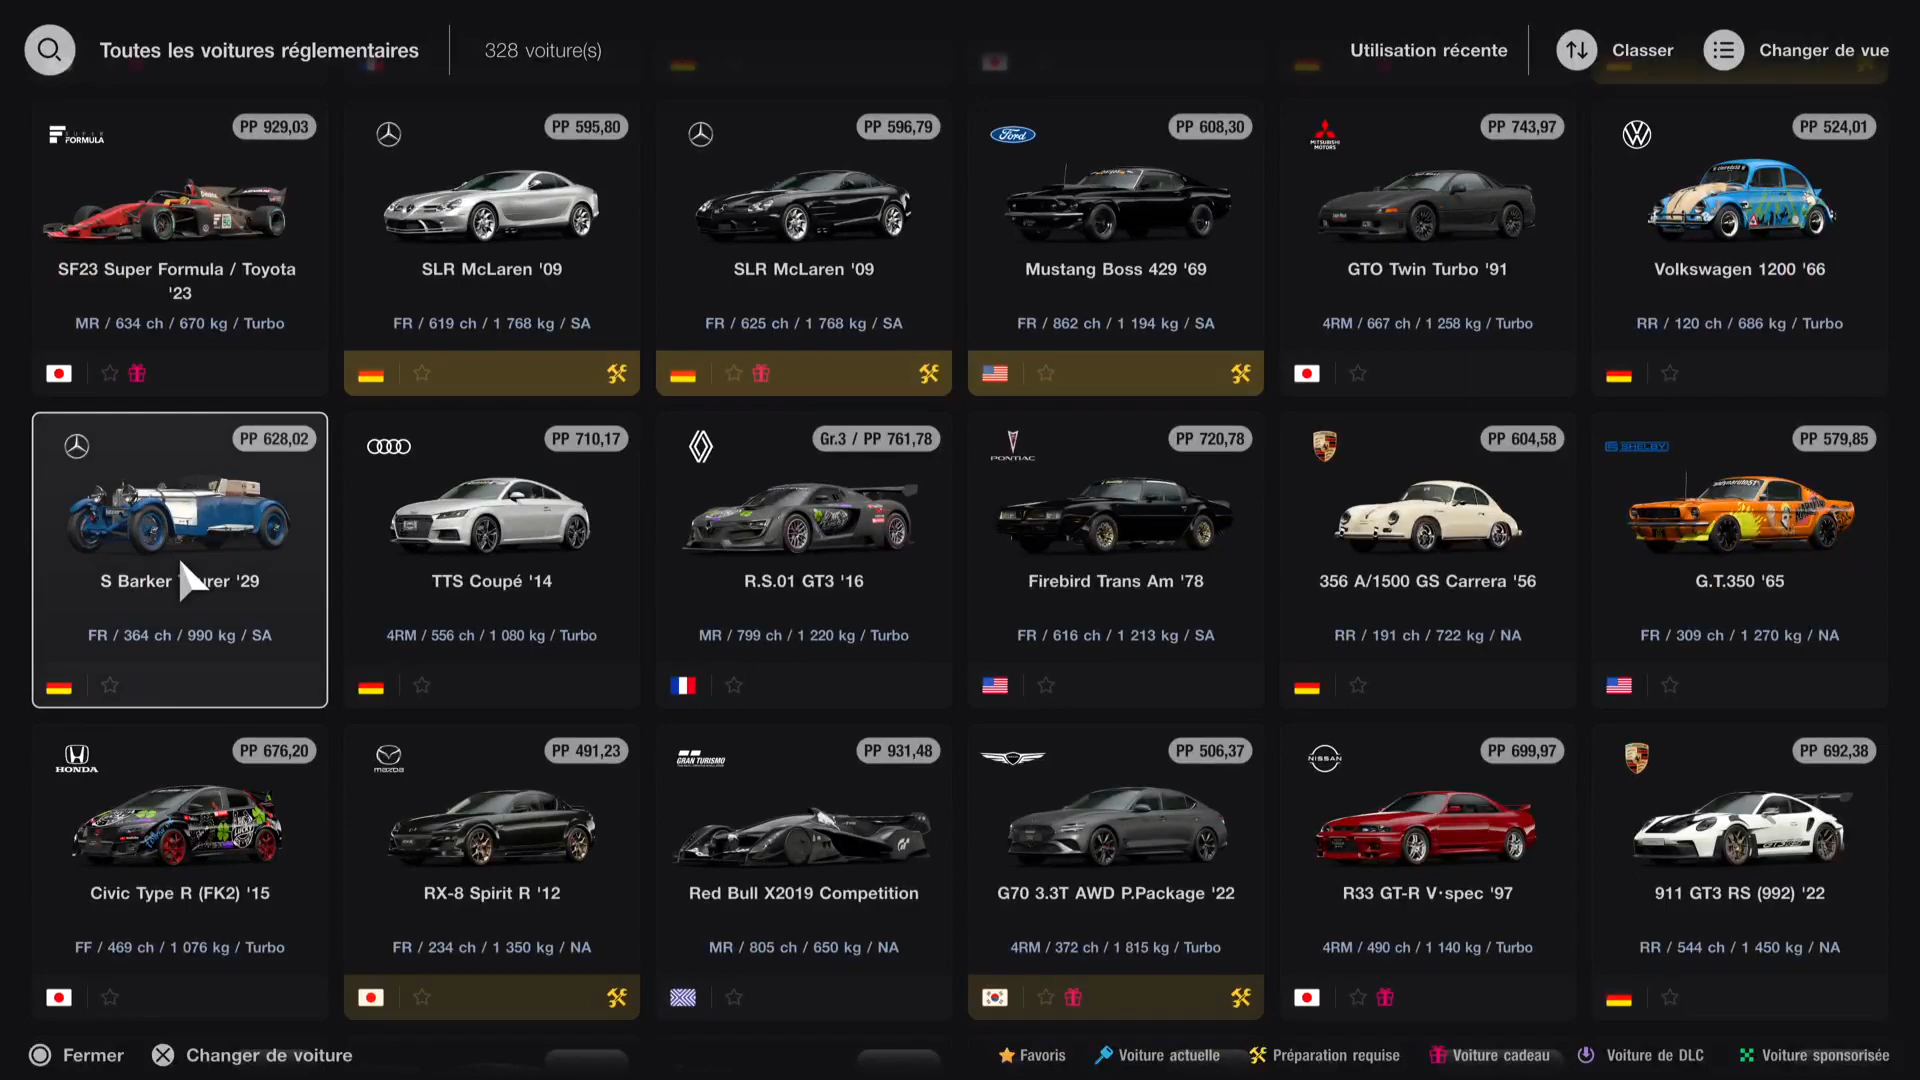 Toutes les voitures réglementaires
328 voiture(s)
Utilisation récente
Classer
Changer de vue
SUPER FORMULA
PP 929,03
SF23 Super Formula / Toyota
'23
MR / 634 ch / 670 kg / Turbo
PP 595,80
SLR McLaren '09
FR / 619 ch / 1 768 kg / SA
PP 596,79
SLR McLaren '09
FR / 625 ch / 1 768 kg / SA
Ford
PP 608,30
Mustang Boss 429 '69
FR / 862 ch / 1 194 kg / SA
MITSUBISHI
MOTORS
PP 743,97
GTO Twin Turbo '91
4RM / 667 ch / 1 258 kg / Turbo
PP 524,01
Volkswagen 1200 '66
RR / 120 ch / 686 kg / Turbo
PP 628,02
S Barker
rer '29
FR / 364 ch / 990 kg / SA
PP 710,17
TTS Coupé '14
4RM / 556 ch / 1 080 kg / Turbo
Gr.3 / PP 761,78
R.S.01 GT3 '16
MR / 799 ch / 1 220 kg / Turbo
PONTIAC
PP 720,78
Firebird Trans Am '78
FR / 616 ch / 1 213 kg / SA
PP 604,58
356 A/1500 GS Carrera '56
RR / 191 ch / 722 kg / NA
SHELBY
PP 579,85
G.T.350 '65
FR / 309 ch / 1 270 kg / NA
HONDA
PP 676,20
Civic Type R (FK2) '15
FF / 469 ch / 1 076 kg / Turbo
mazda
PP 491,23
RX-8 Spirit R '12
FR / 234 ch / 1 350 kg / NA
GRAN TURISMO
PP 931,48
Red Bull X2019 Competition
MR / 805 ch / 650 kg / NA
PP 506,37
G70 3.3T AWD P.Package '22
4RM / 372 ch / 1 815 kg / Turbo
NISSAN
PP 699,97
R33 GT-R V·spec '97
4RM / 490 ch / 1 140 kg / Turbo
PP 692,38
911 GT3 RS (992) '22
RR / 544 ch / 1 450 kg / NA
Fermer
Changer de voiture
Favoris
Voiture actuelle
Préparation requise
Voiture cadeau
Voiture de DLC
Voiture sponsorisée